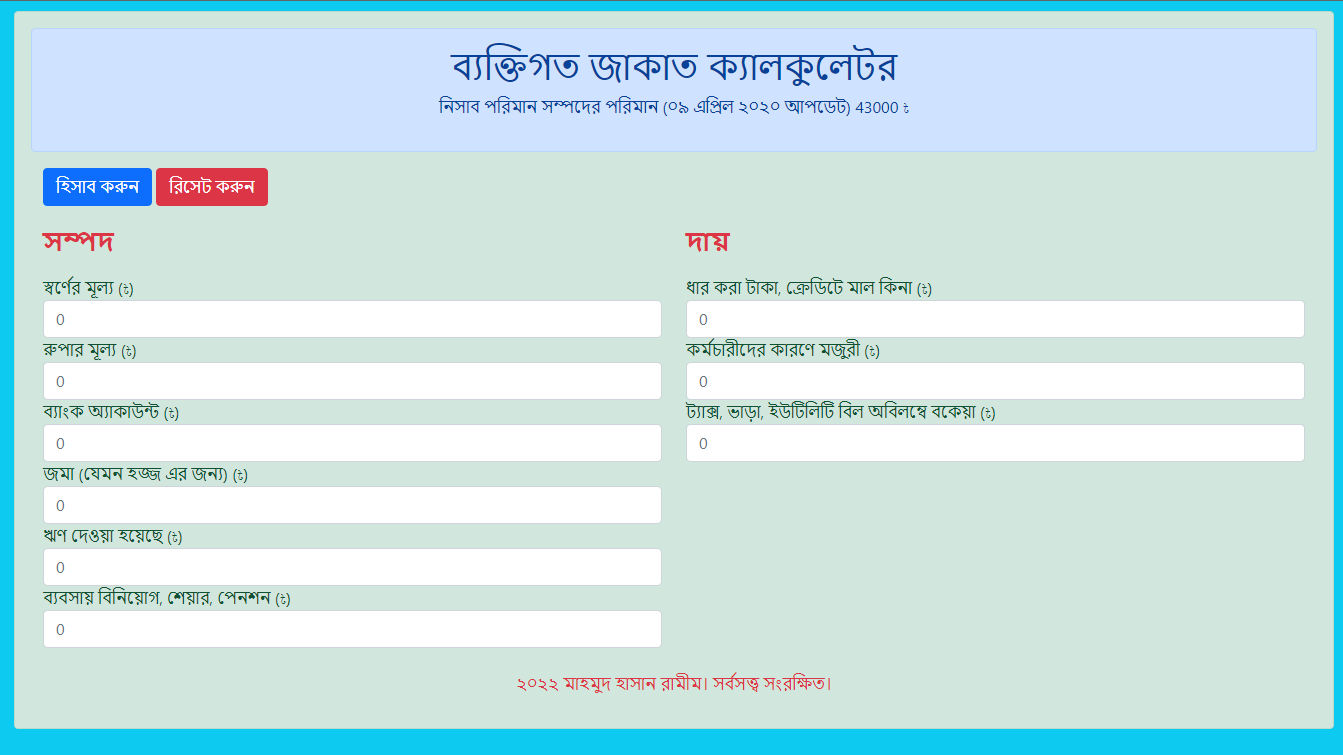 ব্যক্তিগত জাকাত ক্যালকুলেটর
নিসাব পরিমান সম্পদের পরিমান (০৯ এপ্রিল ২০২০ আপডেট) 43000 ৳
হিসাব করুন রিসেট করুন
সম্পদ
স্বর্ণের মূল্য (৳)
0
রুপার মূল্য (৳)
0
ব্যাংক অ্যাকাউন্ট (৳)
0
জমা (যেমন হজ্জ এর জন্য) (৳)
0
ঋণ দেওয়া হয়েছে (৳)
0
ব্যবসায় বিনিয়োগ, শেয়ার, পেনশন (৳)
0
দায়
ধার করা টাকা, ক্রেডিটে মাল কিনা (৳)
0
কর্মচারীদের কারণে মজুরী (৳)
0
ট্যাক্স, ভাড়া, ইউটিলিটি বিল অবিলম্বে বকেয়া (৳)
0
২০২২ মাহমুদ হাসান রামীম। সর্বসত্ত্ব সংরক্ষিত।